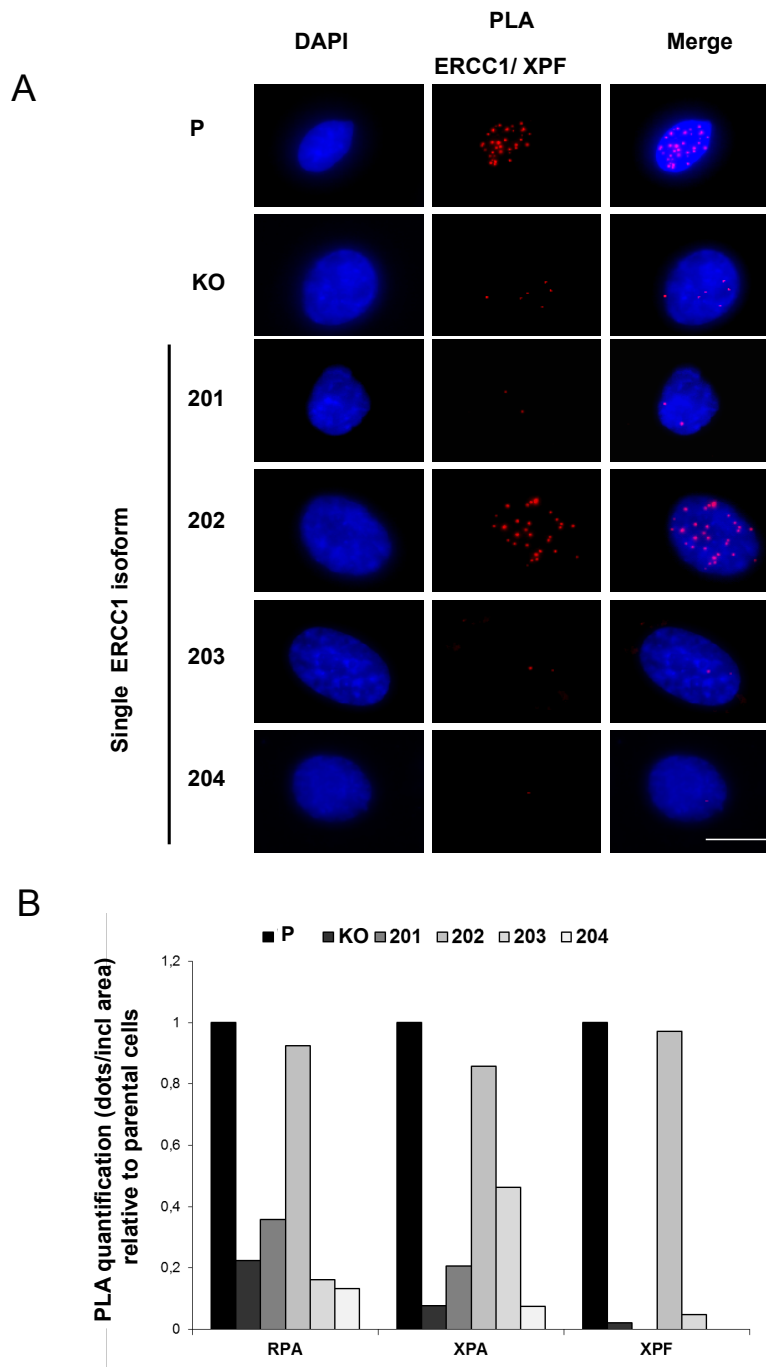 A
DAPI
PLA
ERCC1/ XPF
Merge
P
KO
201
202
203
204
Single ERCC1 isoform
B
PLA quantification (dots/incl area)
relative to parental cells
P KO 201 202 203 204
1,2
1
0,8
0,6
0,4
0,2
0
RPA XPA XPF